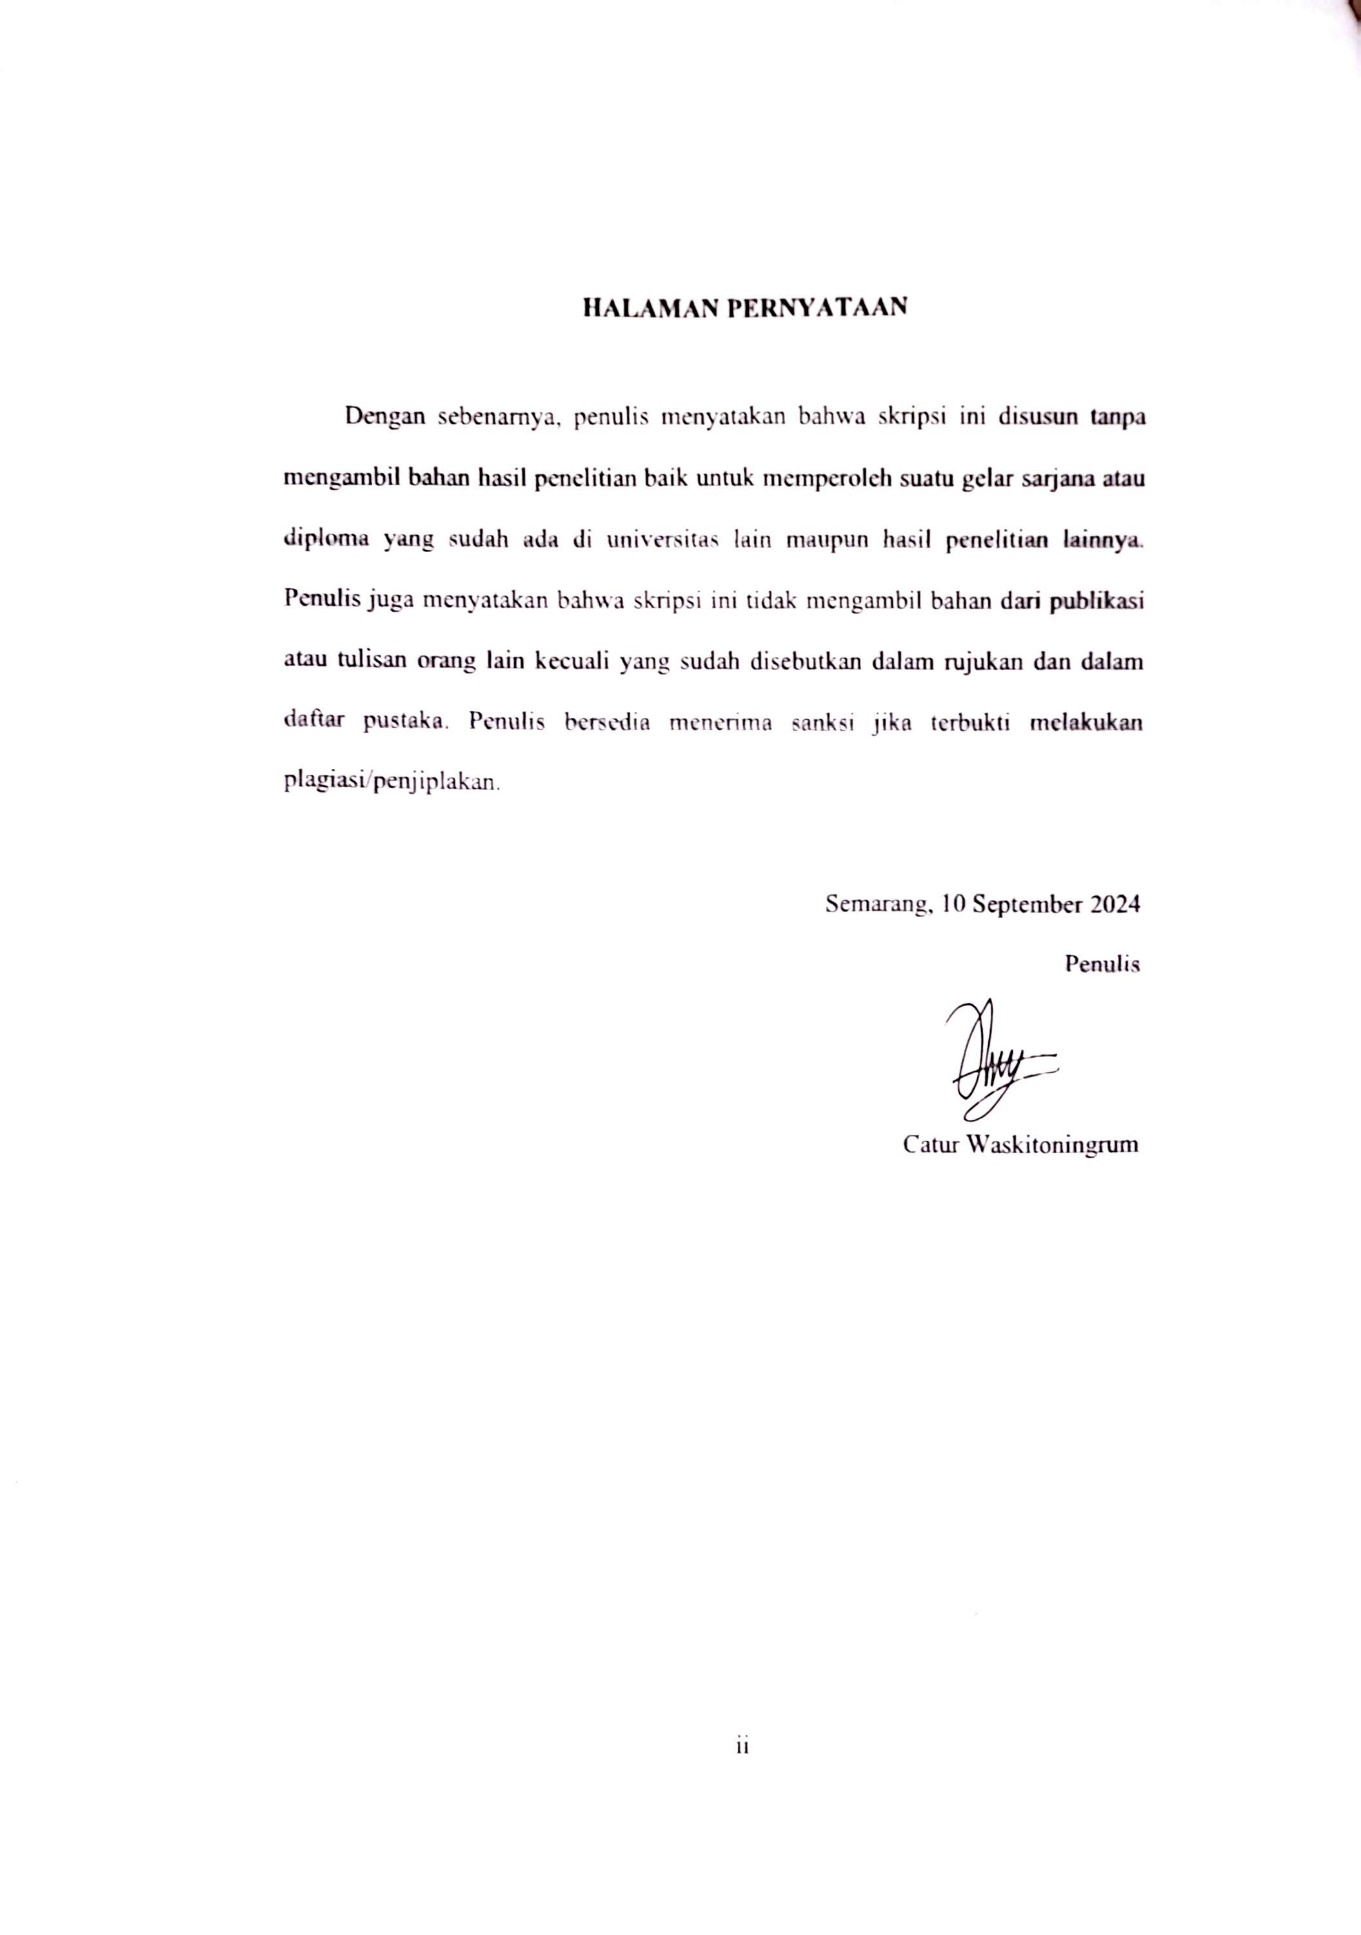 HALAMAN PERNYATAAN
Dengan sebenarnya, penulis menyatakan bahwa skripsi ini disusun tanpa
mengambil bahan hasil penelitian baik untuk memperoleh suatu gelar sarjana atau
diploma yang sudah ada di universitas lain maupun hasil penelitian lainnya.
Penulis juga menyatakan bahwa skripsi ini tidak mengambil bahan dari publikasi
atau tulisan orang lain kecuali yang sudah disebutkan dalam rujukan dan dalam
daftar pustaka. Penulis bersedia menerima sanksi jika terbukti melakukan
plagiasi/penjiplakan.
Semarang, 10 September 2024
Penulis
Catur Waskitoningrum
ii